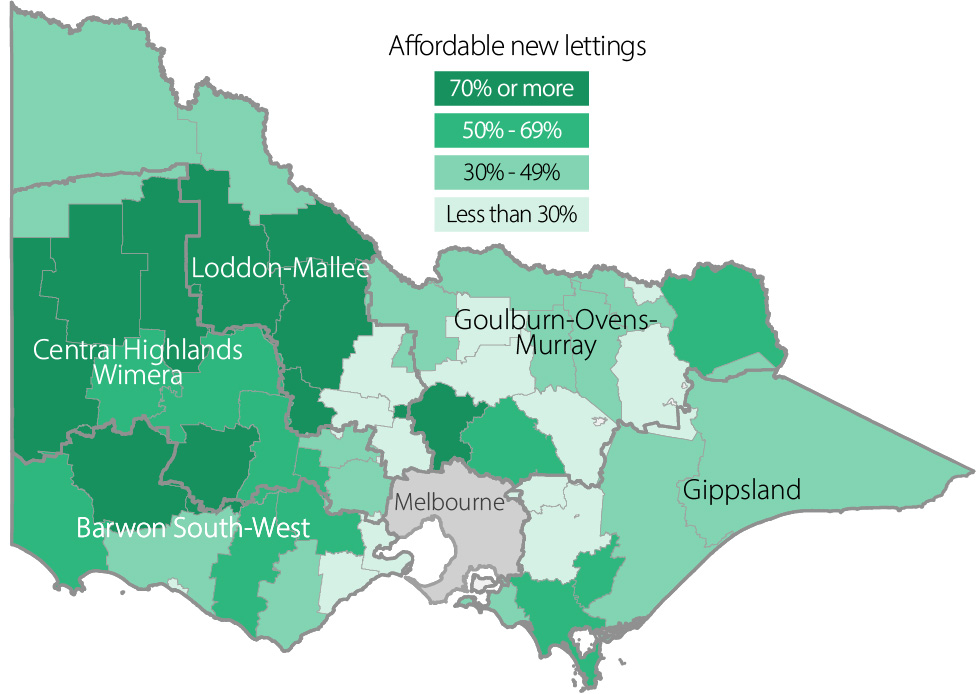 Affordable new lettings
70% or more
50% - 69%
30% - 49%
Less than 30%
Loddon-Mallee
Goulburn-Ovens-
Murray
Central Highlands
Wimera
Gippsland
Melbourne
Barwon South-West